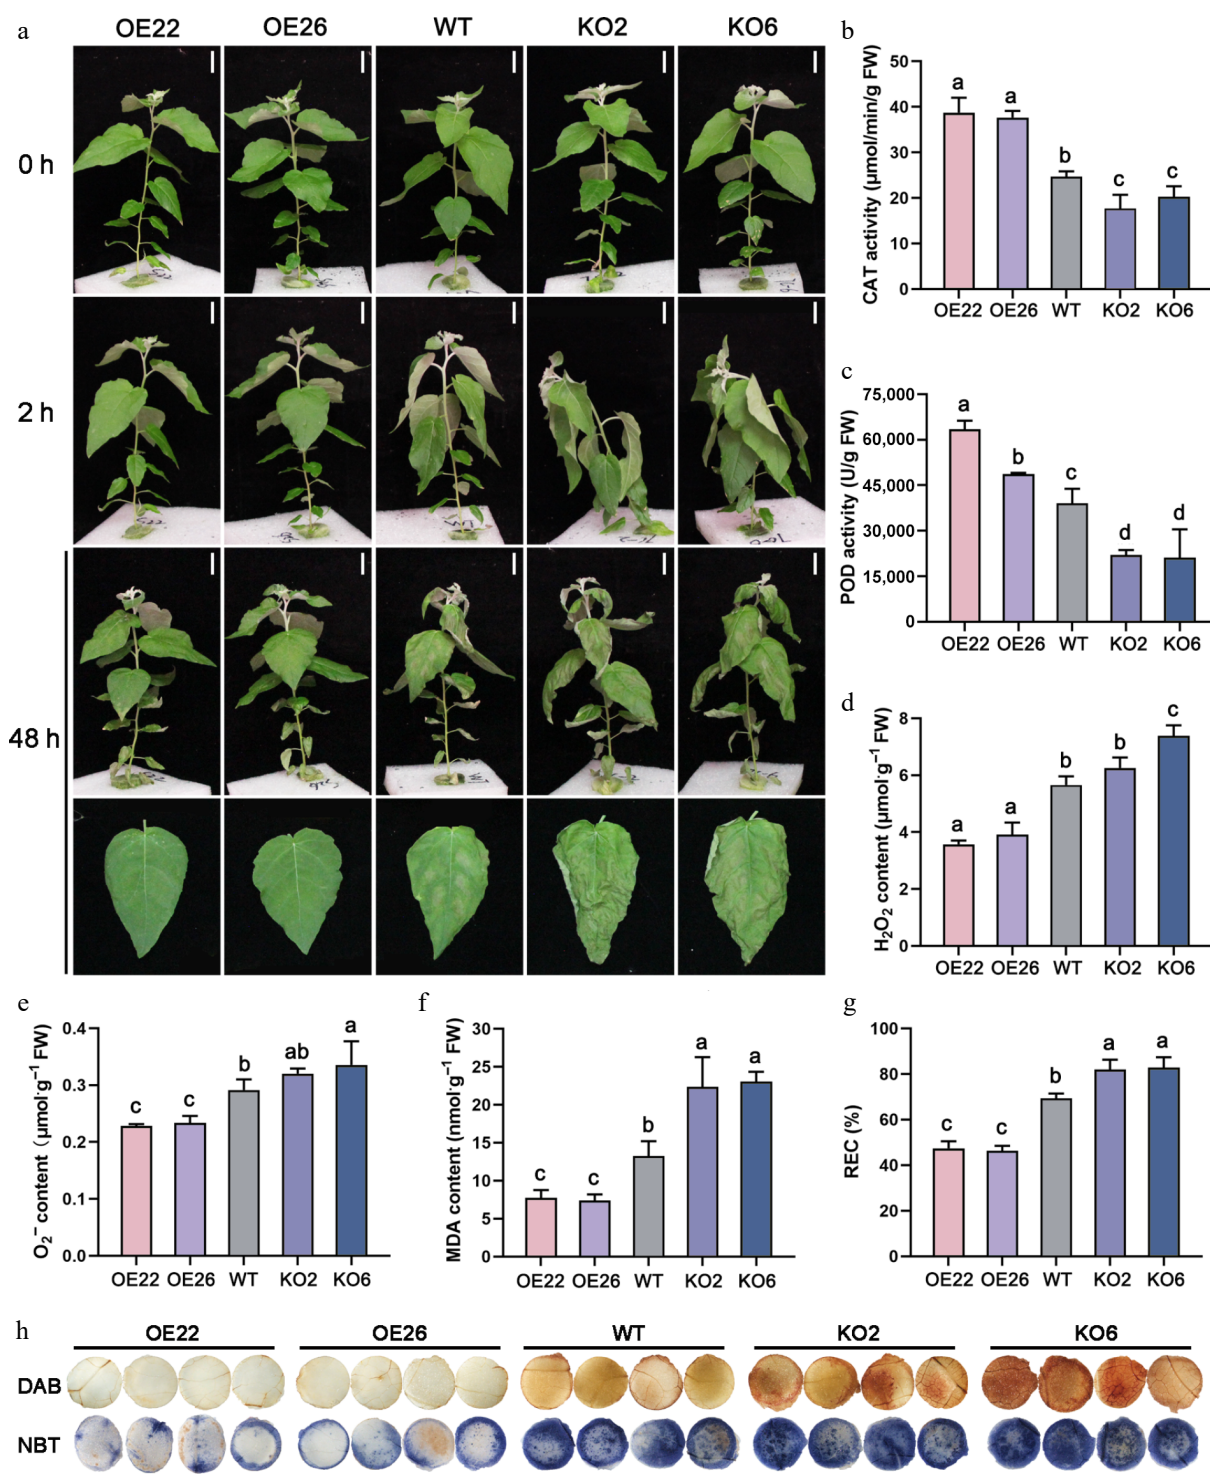 a
OE22 OE26 WT KO2 KO6
0 h
2 h
WT
48 h
b
CAT activity (μmol/min/g FW)
50
40
30
20
10
0
a a b c c
OE22 OE26 WT KO2 KO6
c
POD activity (U/g FW)
75,000
60,000
45,000
30,000
15,000
0
a b c d d
OE22 OE26 WT KO2 KO6
d
H₂O₂ content (μmol·g⁻¹ FW)
8
6
4
2
0
a a b b c
OE22 OE26 WT KO2 KO6
e
O₂⁻ content (μmol·g⁻¹ FW)
0.4
0.3
0.2
0.1
0.0
c c b ab a
OE22 OE26 WT KO2 KO6
f
MDA content (nmol·g⁻¹ FW)
30
25
20
15
10
5
0
c c b a a
OE22 OE26 WT KO2 KO6
g
REC (%)
100
80
60
40
20
0
c c b a a
OE22 OE26 WT KO2 KO6
h
OE22 OE26 WT KO2 KO6
DAB
NBT